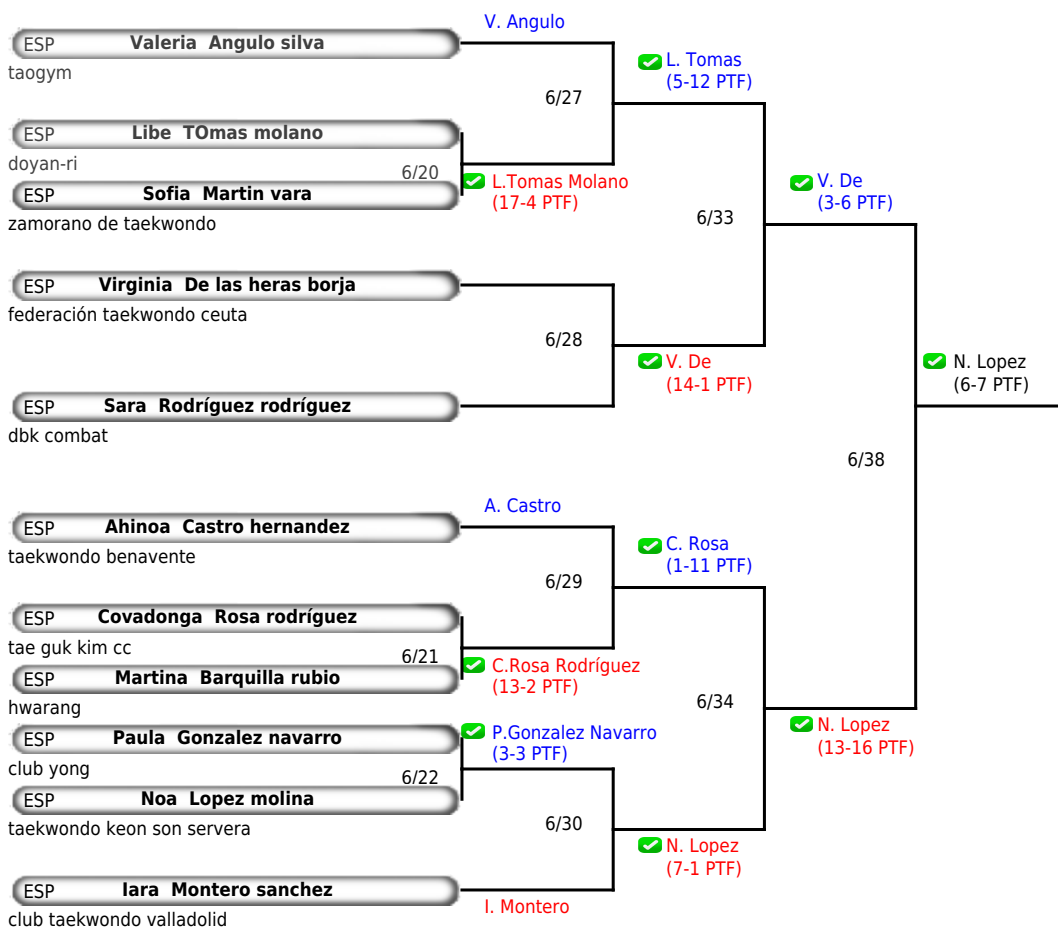 V. Angulo
ESP Valeria Angulo silva
taogym
L. Tomas
(5-12 PTF)
6/27
ESP Libe TOmas molano
doyan-ri
6/20
ESP Sofia Martin vara
zamorano de taekwondo
L.Tomas Molano
(17-4 PTF)
V. De
(3-6 PTF)
6/33
ESP Virginia De las heras borja
federación taekwondo ceuta
6/28
V. De
(14-1 PTF)
N. Lopez
(6-7 PTF)
ESP Sara Rodríguez rodríguez
dbk combat
6/38
A. Castro
ESP Ahinoa Castro hernandez
taekwondo benavente
C. Rosa
(1-11 PTF)
6/29
ESP Covadonga Rosa rodríguez
tae guk kim cc
6/21
ESP Martina Barquilla rubio
hwarang
C.Rosa Rodríguez
(13-2 PTF)
6/34
N. Lopez
(13-16 PTF)
ESP Paula Gonzalez navarro
club yong
P.Gonzalez Navarro
(3-3 PTF)
6/22
ESP Noa Lopez molina
taekwondo keon son servera
6/30
N. Lopez
(7-1 PTF)
ESP Iara Montero sanchez
club taekwondo valladolid
I. Montero